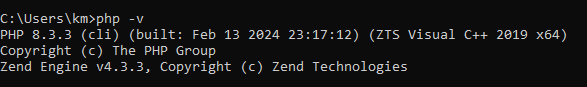 C:\Users\km>php -v
PHP 8.3.3 (cli) (built: Feb 13 2024 23:17:12) (ZTS Visual C++ 2019 x64)
Copyright (c) The PHP Group
Zend Engine v4.3.3, Copyright (c) Zend Technologies